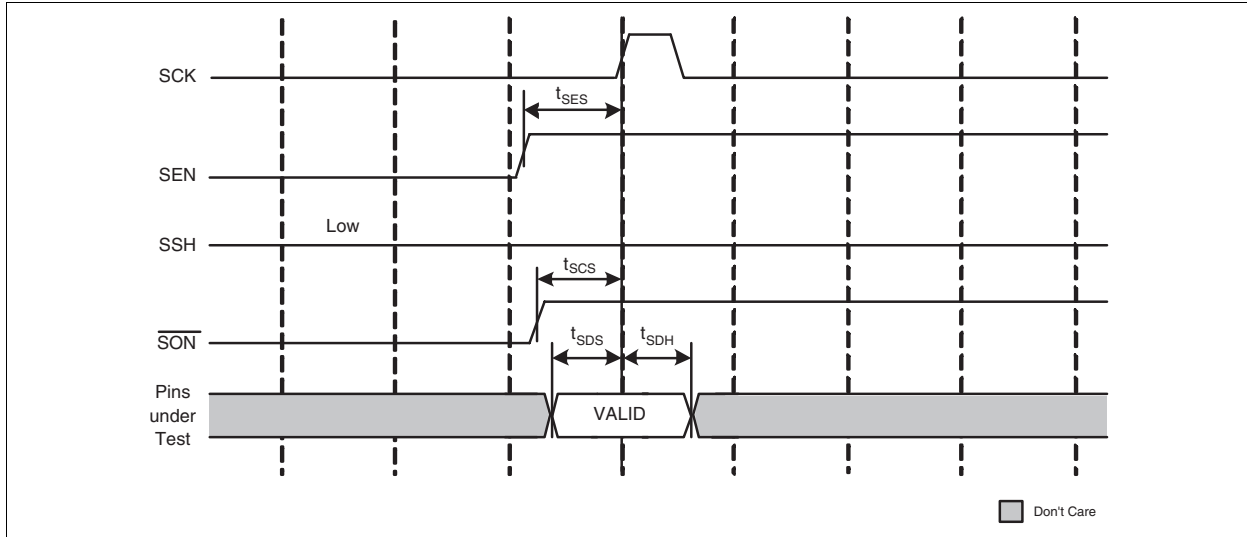 SCK
tSES
SEN
Low
SSH
tSCS
SON
tSDS
tSDH
Pins
under
Test
VALID
Don't Care